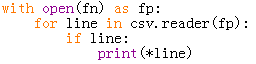 with open(fn) as fp:
    for line in csv.reader(fp):
        if line:
            print(*line)